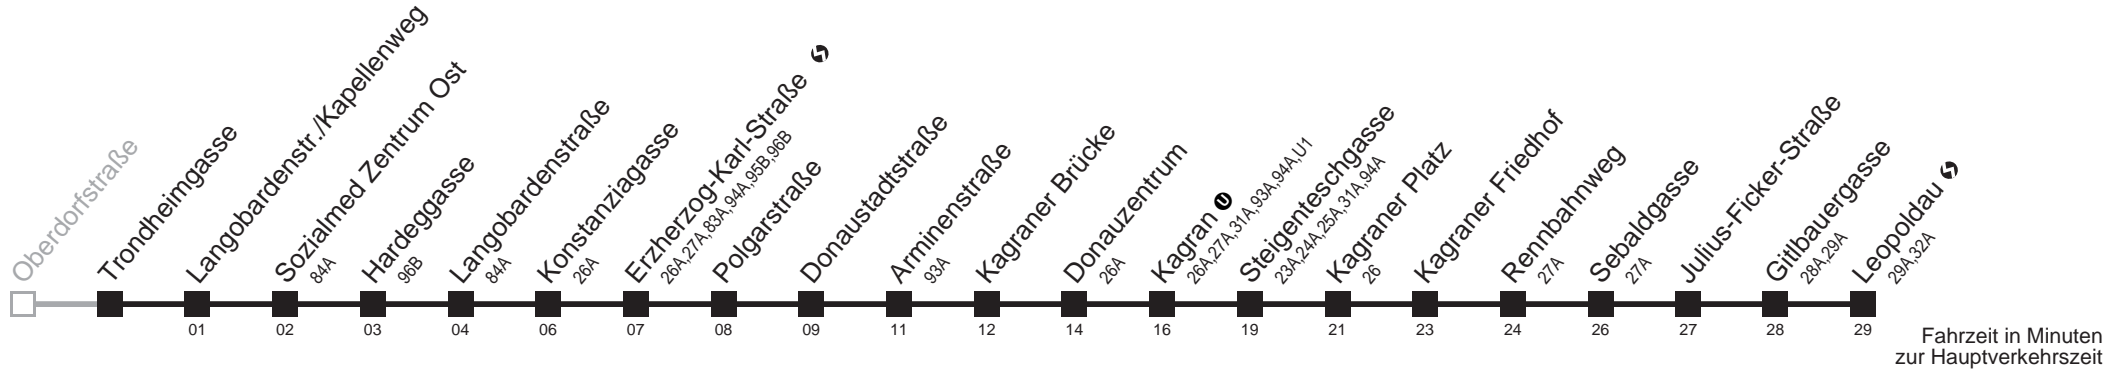 Oberdorfstraße
Trondheimgasse
01
Langobardenstr./Kapellenweg
02
Sozialmed Zentrum Ost
84A
03
Hardeggasse
96B
04
Langobardenstraße
84A
06
Konstanziagasse
26A
07
Erzherzog-Karl-Straße
26A,27A,83A,94A,95B,96B
08
Polgarstraße
09
Donaustadtstraße
11
Arminenstraße
93A
12
Kagraner Brücke
14
Donauzentrum
26A
16
Kagran U
26A,27A,31A,93A,94A,U1
19
Steigenteschgasse
23A,24A,25A,31A,94A
21
Kagraner Platz
26
23
Kagraner Friedhof
24
Rennbahnweg
27A
26
Sebaldgasse
27A
27
Julius-Ficker-Straße
28
Gitlbauergasse
28A,29A
29
Leopoldau
29A,32A
Fahrzeit in Minuten
zur Hauptverkehrszeit